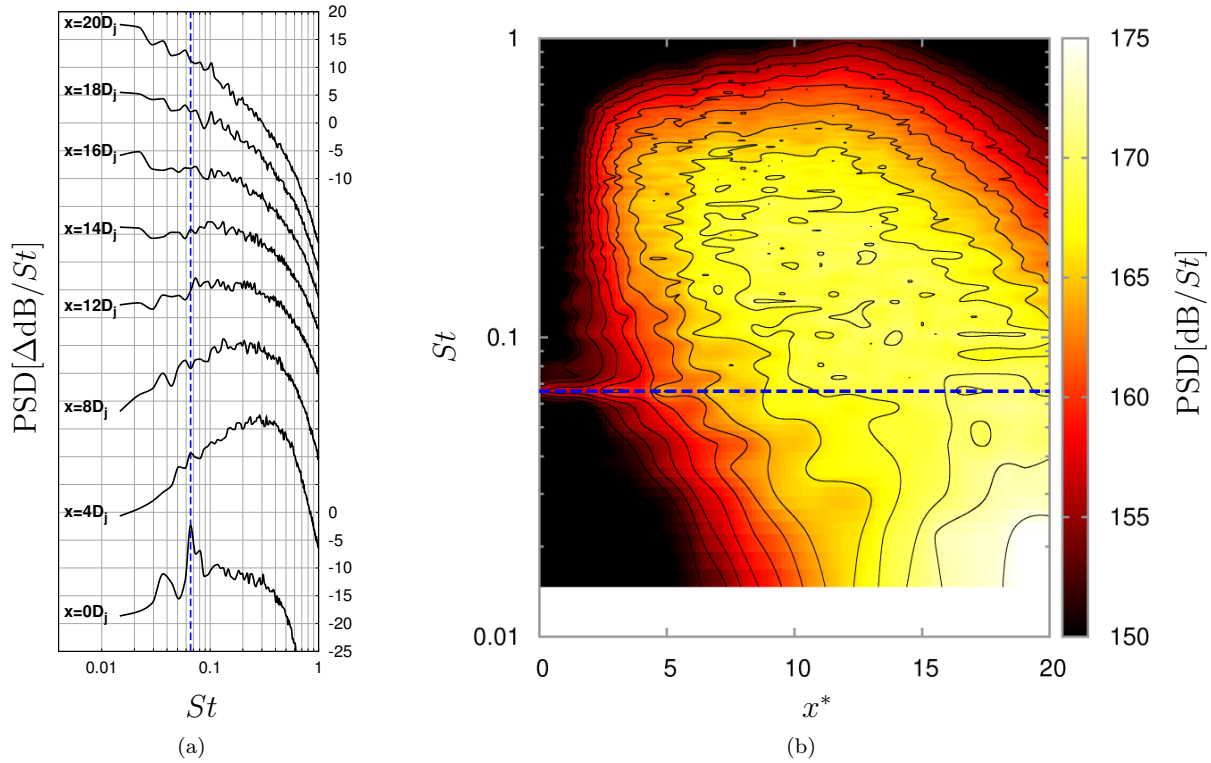 PSD[ΔdB/St]
x=20Dj
x=18Dj
x=16Dj
x=14Dj
x=12Dj
x=8Dj
x=4Dj
x=0Dj
20
15
10
5
0
-5
-10
0
-5
-10
-15
-20
-25
0.01
0.1
1
St
(a)
St
1
0.1
0.01
0
5
10
15
20
x*
175
170
165
160
155
150
PSD[dB/St]
(b)